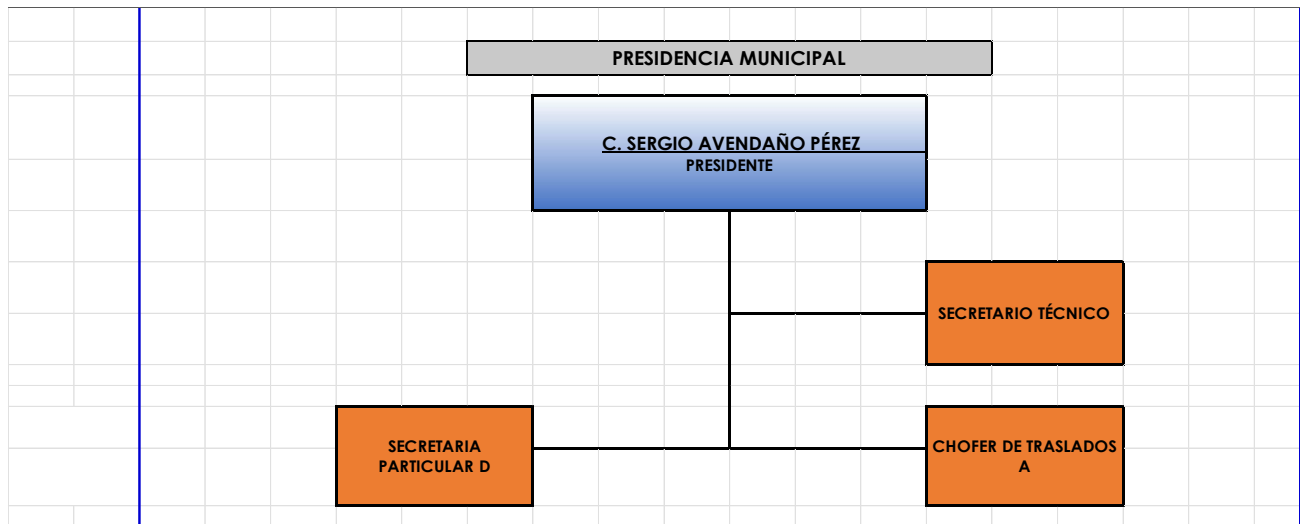 PRESIDENCIA MUNICIPAL
C. SERGIO AVENDAÑO PÉREZ
PRESIDENTE
SECRETARIO TÉCNICO
SECRETARIA
PARTICULAR D
CHOFER DE TRASLADOS
A